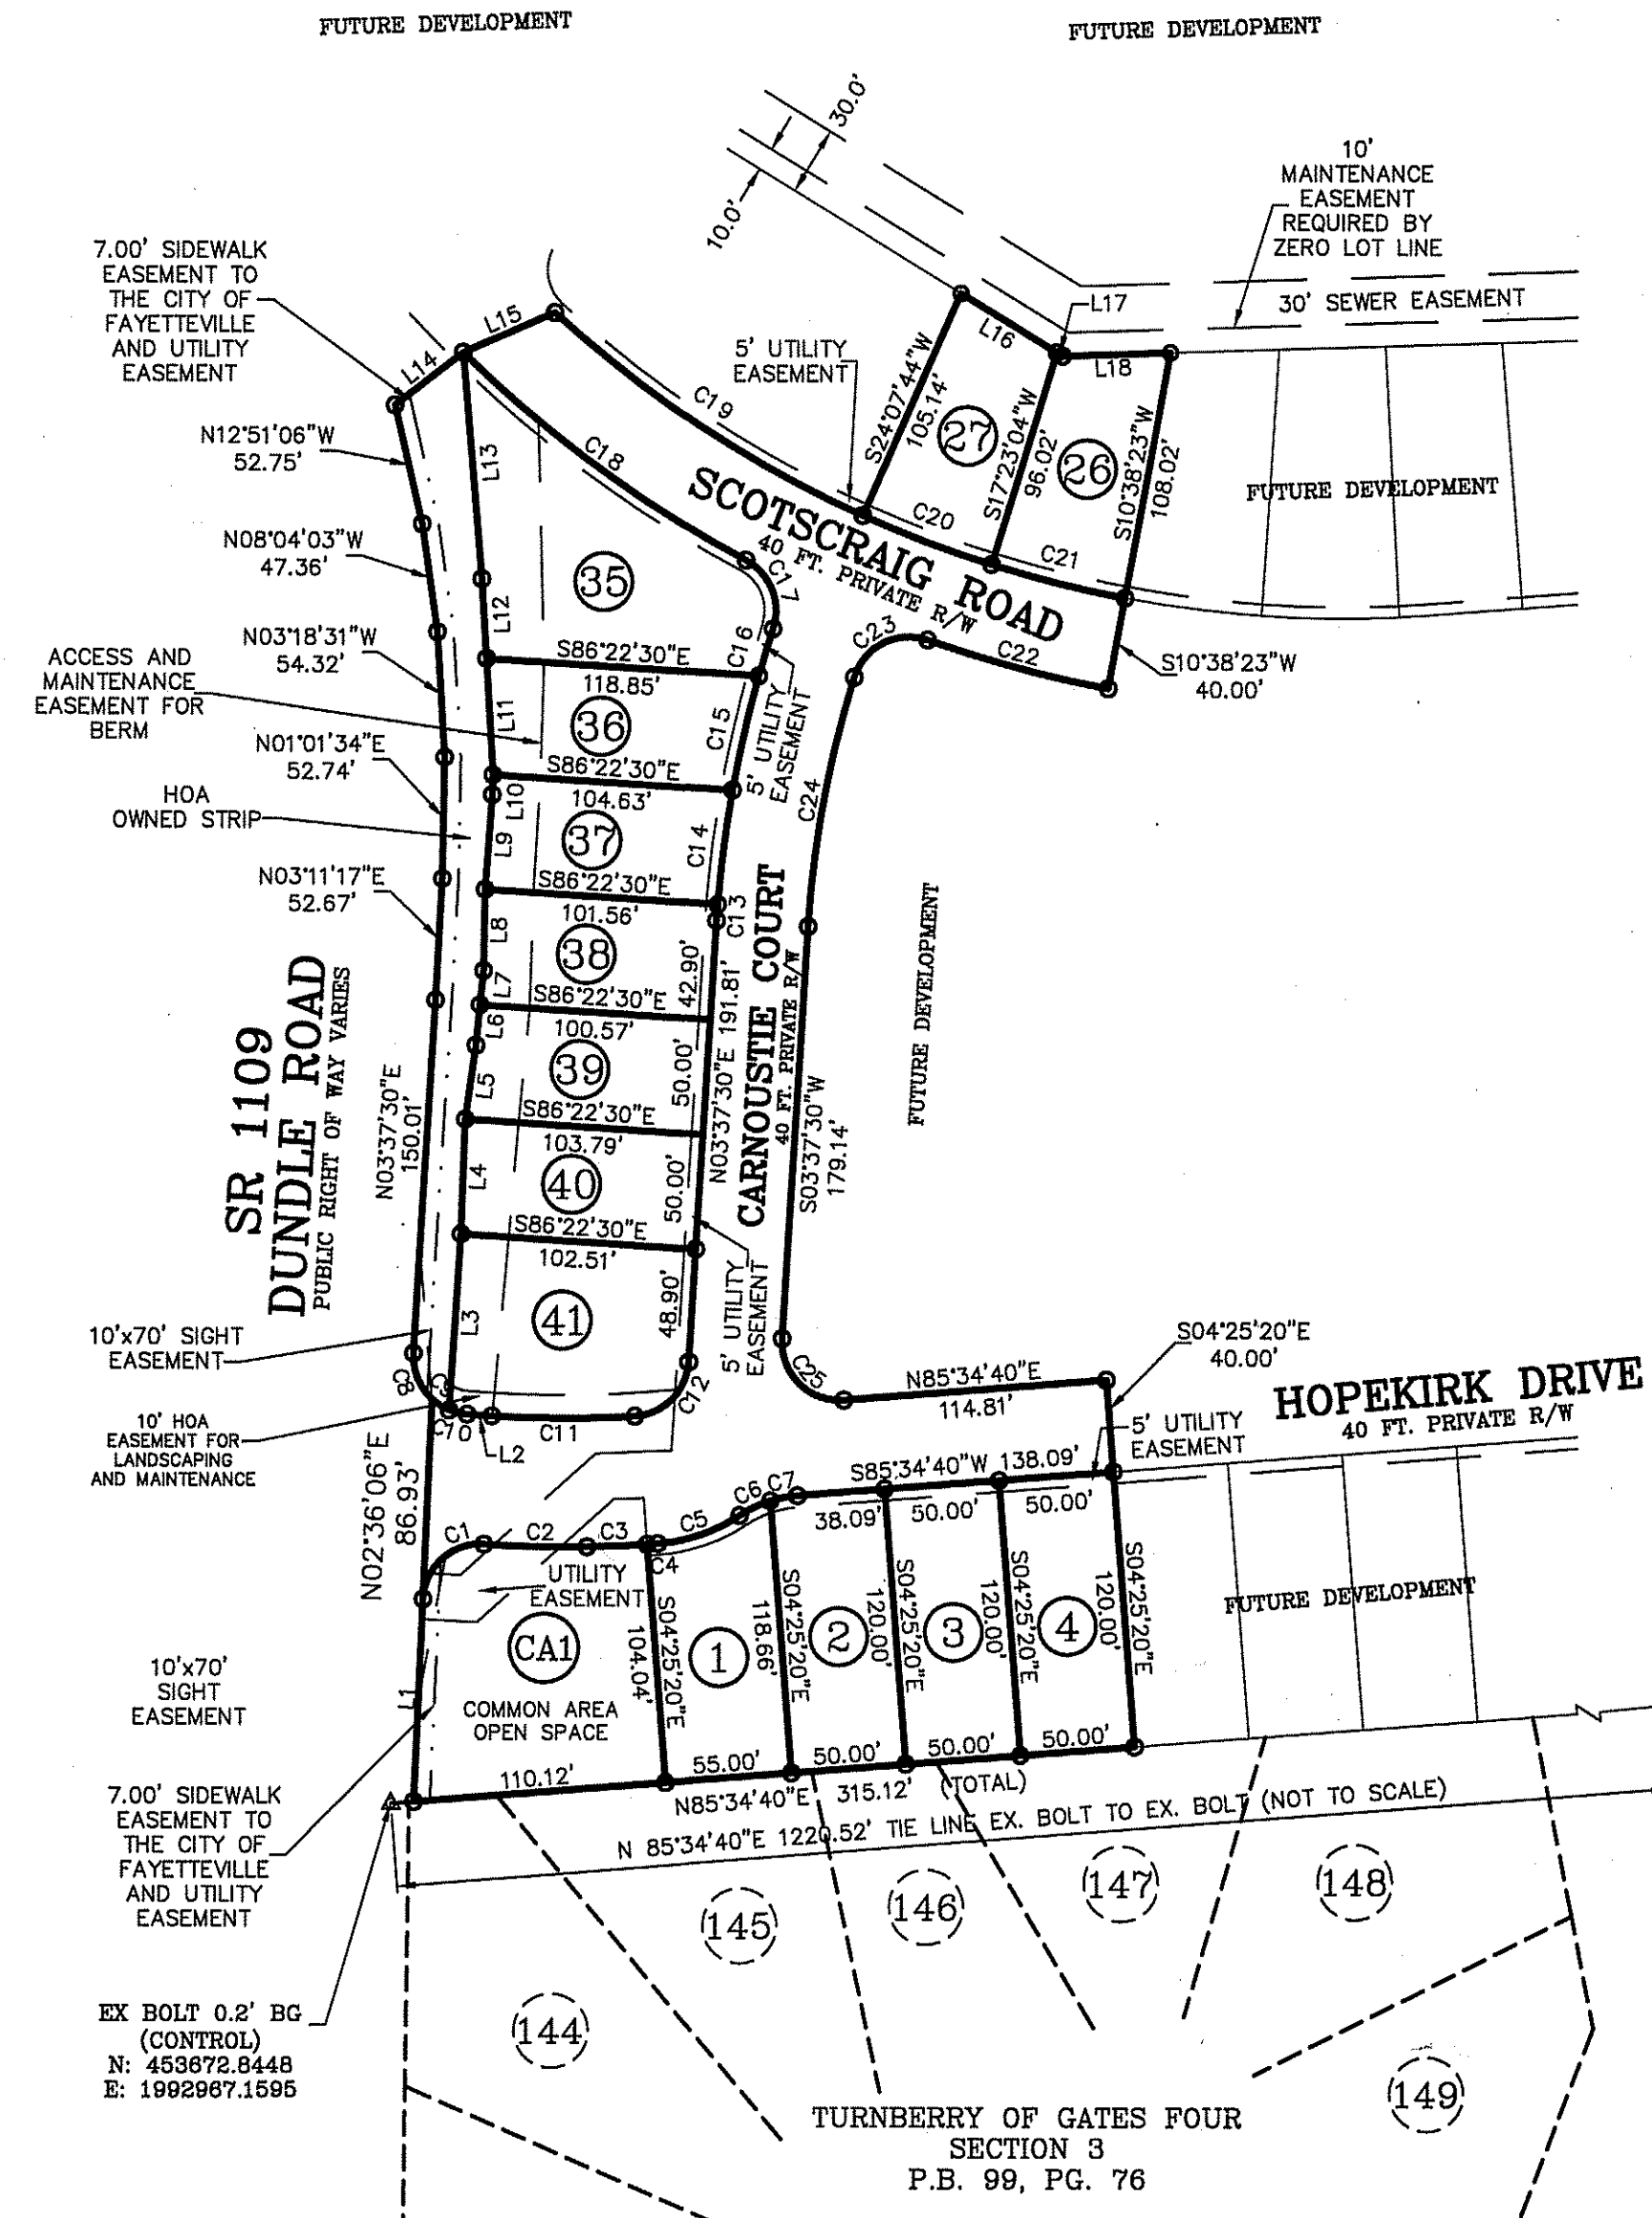 FUTURE DEVELOPMENT
FUTURE DEVELOPMENT
30.0'
10.0'
10'
MAINTENANCE
EASEMENT
REQUIRED BY
ZERO LOT LINE
30' SEWER EASEMENT
7.00' SIDEWALK
EASEMENT TO
THE CITY OF
FAYETTEVILLE
AND UTILITY
EASEMENT
L14
L15
L16
L17
L18
5' UTILITY
EASEMENT
C19
C18
S24°07'44"W
105.14'
27
S17°23'04"W
96.02'
26
S10°38'23"W
108.02'
FUTURE DEVELOPMENT
N12°51'06"W
52.75'
N08°04'03"W
47.36'
N03°18'31"W
54.32'
N01°01'34"E
52.74'
N03°11'17"E
52.67'
ACCESS AND
MAINTENANCE
EASEMENT FOR
BERM
HOA
OWNED STRIP
SCOTSCRAIG ROAD
40 FT. PRIVATE R/W
C20
C21
C22
C23
S10°38'23"W
40.00'
L13
L12
35
C17
C16
S86°22'30"E
118.85'
L11
36
C15
5' UTILITY
EASEMENT
S86°22'30"E
104.63'
L10
L9
37
C14
C24
S86°22'30"E
101.56'
C13
L8
38
42.90'
L7
S86°22'30"E
100.57'
L6
39
50.00'
L5
S86°22'30"E
103.79'
L4
40
50.00'
S86°22'30"E
102.51'
L3
41
48.90'
N03°37'30"E 191.81'
CARNOUSTIE COURT
40 FT. PRIVATE R/W
S03°37'30"W
179.14'
FUTURE DEVELOPMENT
5' UTILITY
EASEMENT
SR 1109
DUNDLE ROAD
PUBLIC RIGHT OF WAY VARIES
N03°37'30"E
150.01'
10'x70' SIGHT
EASEMENT
C8
C9
10' HOA
EASEMENT FOR
LANDSCAPING
AND MAINTENANCE
L2
C11
C12
C25
N85°34'40"E
114.81'
S04°25'20"E
40.00'
HOPEKIRK DRIVE
40 FT. PRIVATE R/W
5' UTILITY
EASEMENT
N02°36'06"E
86.93'
C1
C2
C3
C4
C5
C6
C7
S85°34'40"W 138.09'
38.09'
50.00'
50.00'
UTILITY
EASEMENT
CA1
COMMON AREA
OPEN SPACE
S04°25'20"E
104.04'
1
S04°25'20"E
118.66'
2
S04°25'20"E
120.00'
3
S04°25'20"E
120.00'
4
S04°25'20"E
120.00'
FUTURE DEVELOPMENT
10'x70'
SIGHT
EASEMENT
L1
7.00' SIDEWALK
EASEMENT TO
THE CITY OF
FAYETTEVILLE
AND UTILITY
EASEMENT
110.12'
55.00'
50.00'
50.00'
50.00'
N85°34'40"E 315.12' (TOTAL)
N 85°34'40"E 1220.52' TIE LINE EX. BOLT TO EX. BOLT (NOT TO SCALE)
144
145
146
147
148
149
EX BOLT 0.2' BG
(CONTROL)
N: 453672.8448
E: 1992967.1595
TURNBERRY OF GATES FOUR
SECTION 3
P.B. 99, PG. 76